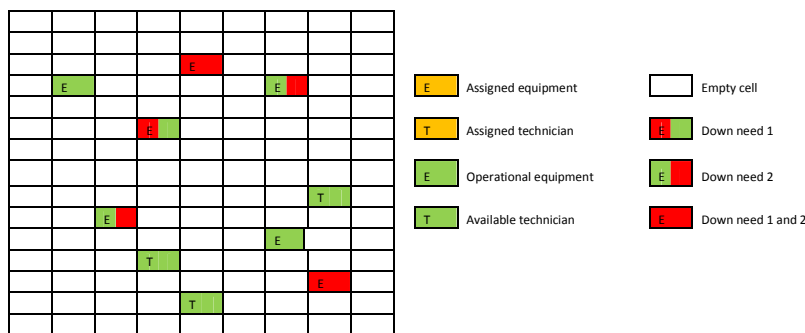 E
E E
E
T
E
E
T
E
T
E Assigned equipment Empty cell
T Assigned technician E Down need 1
E Operational equipment E Down need 2
T Available technician E Down need 1 and 2